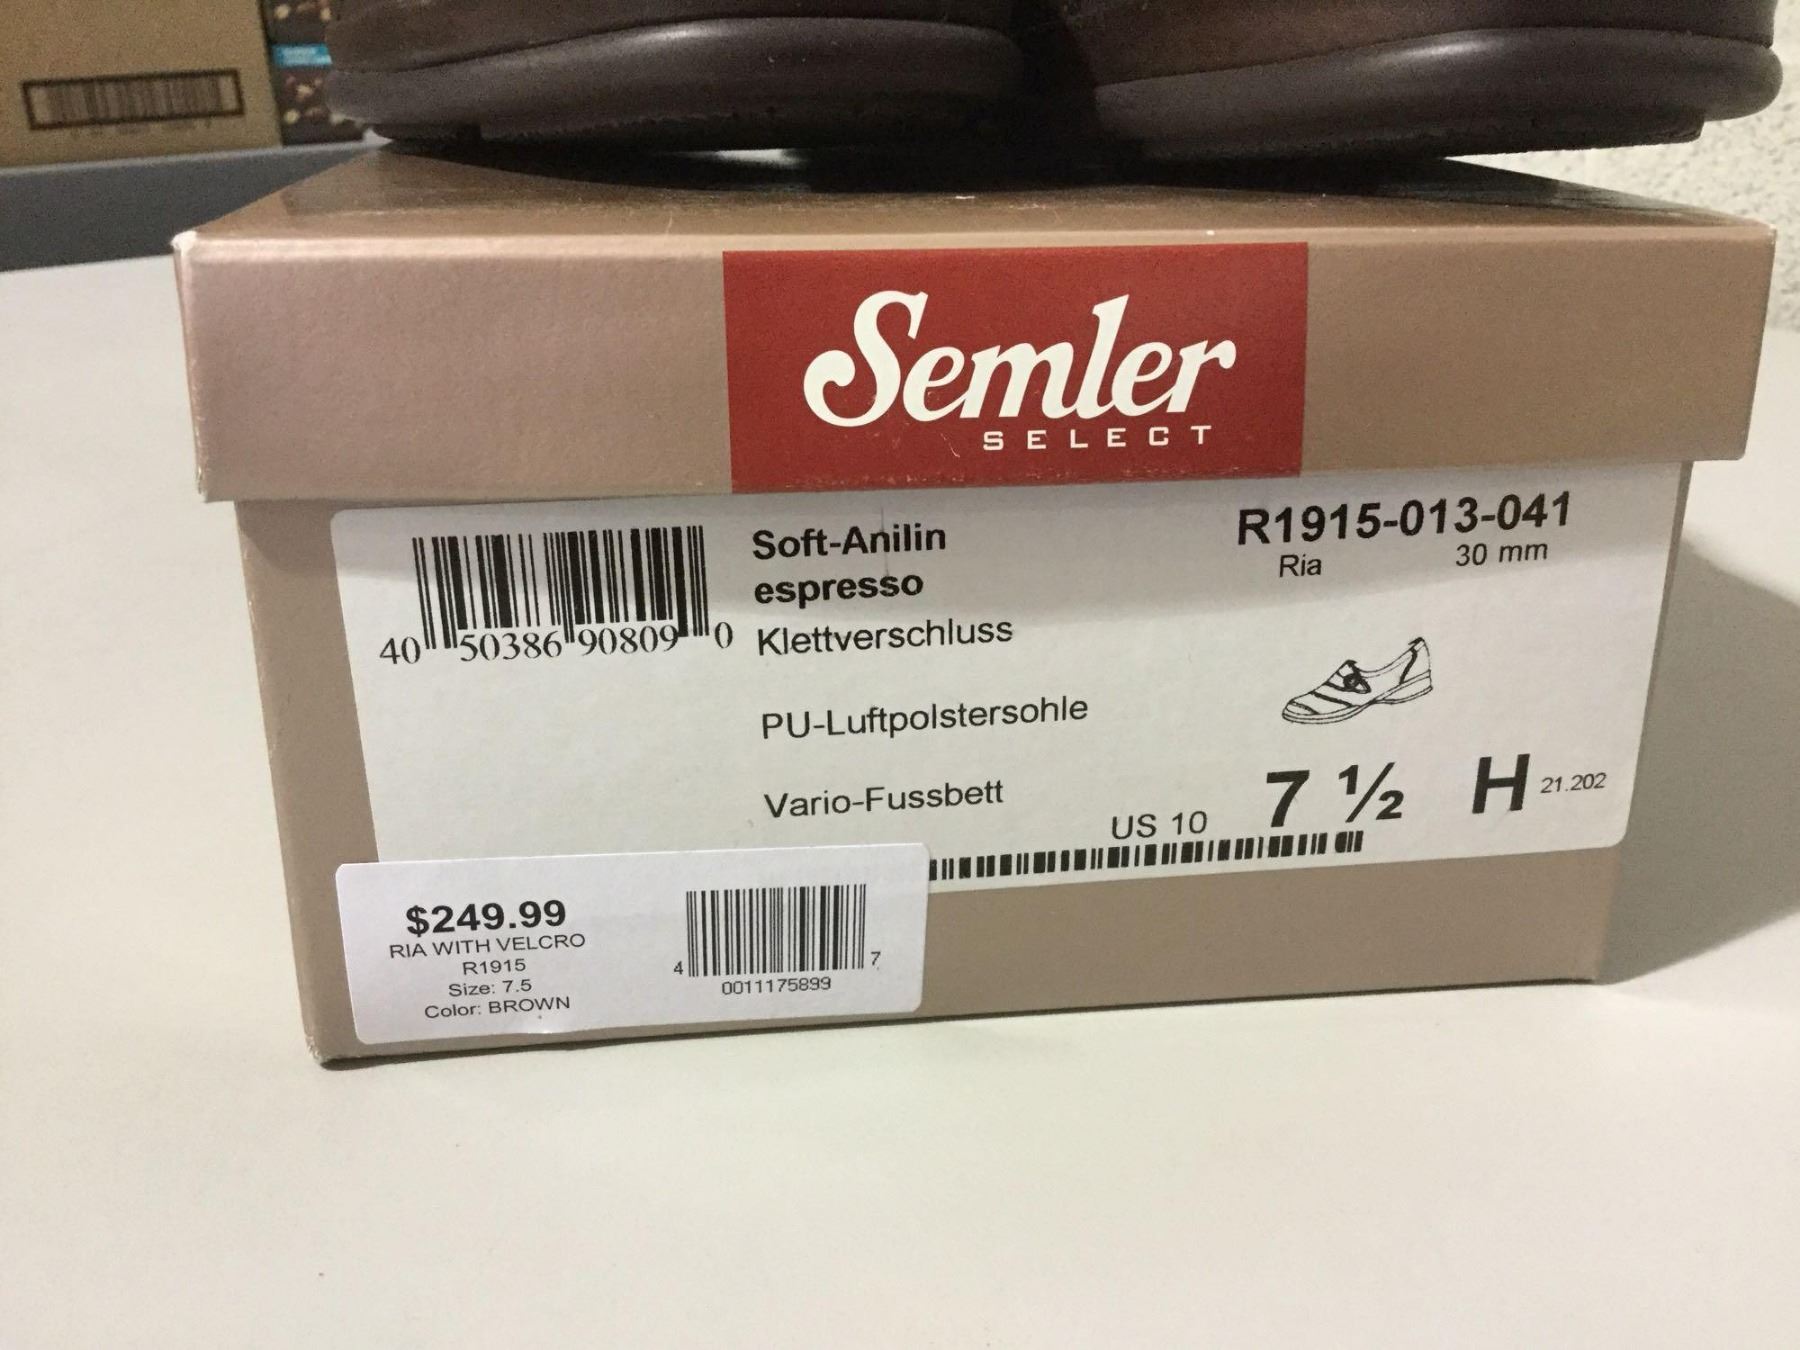 Semler
SELECT
Soft-Anilin
espresso
Klettverschluss
PU-Luftpolstersohle
Vario-Fussbett
40 50386 90809 0
R1915-013-041
Ria 30 mm
US 10 7 ½ H 21.202
$249.99
RIA WITH VELCRO
R1915
Size: 7.5
Color: BROWN
4 0011175899 7